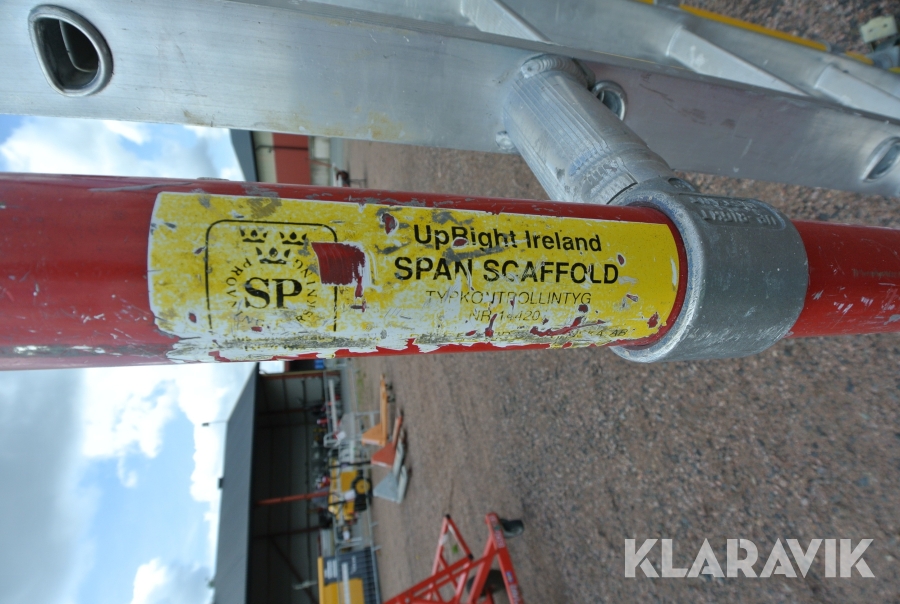 UpRight Ireland
SPAN SCAFFOLD
TYPKONTROLLINTYG
SP
KLARAVIK